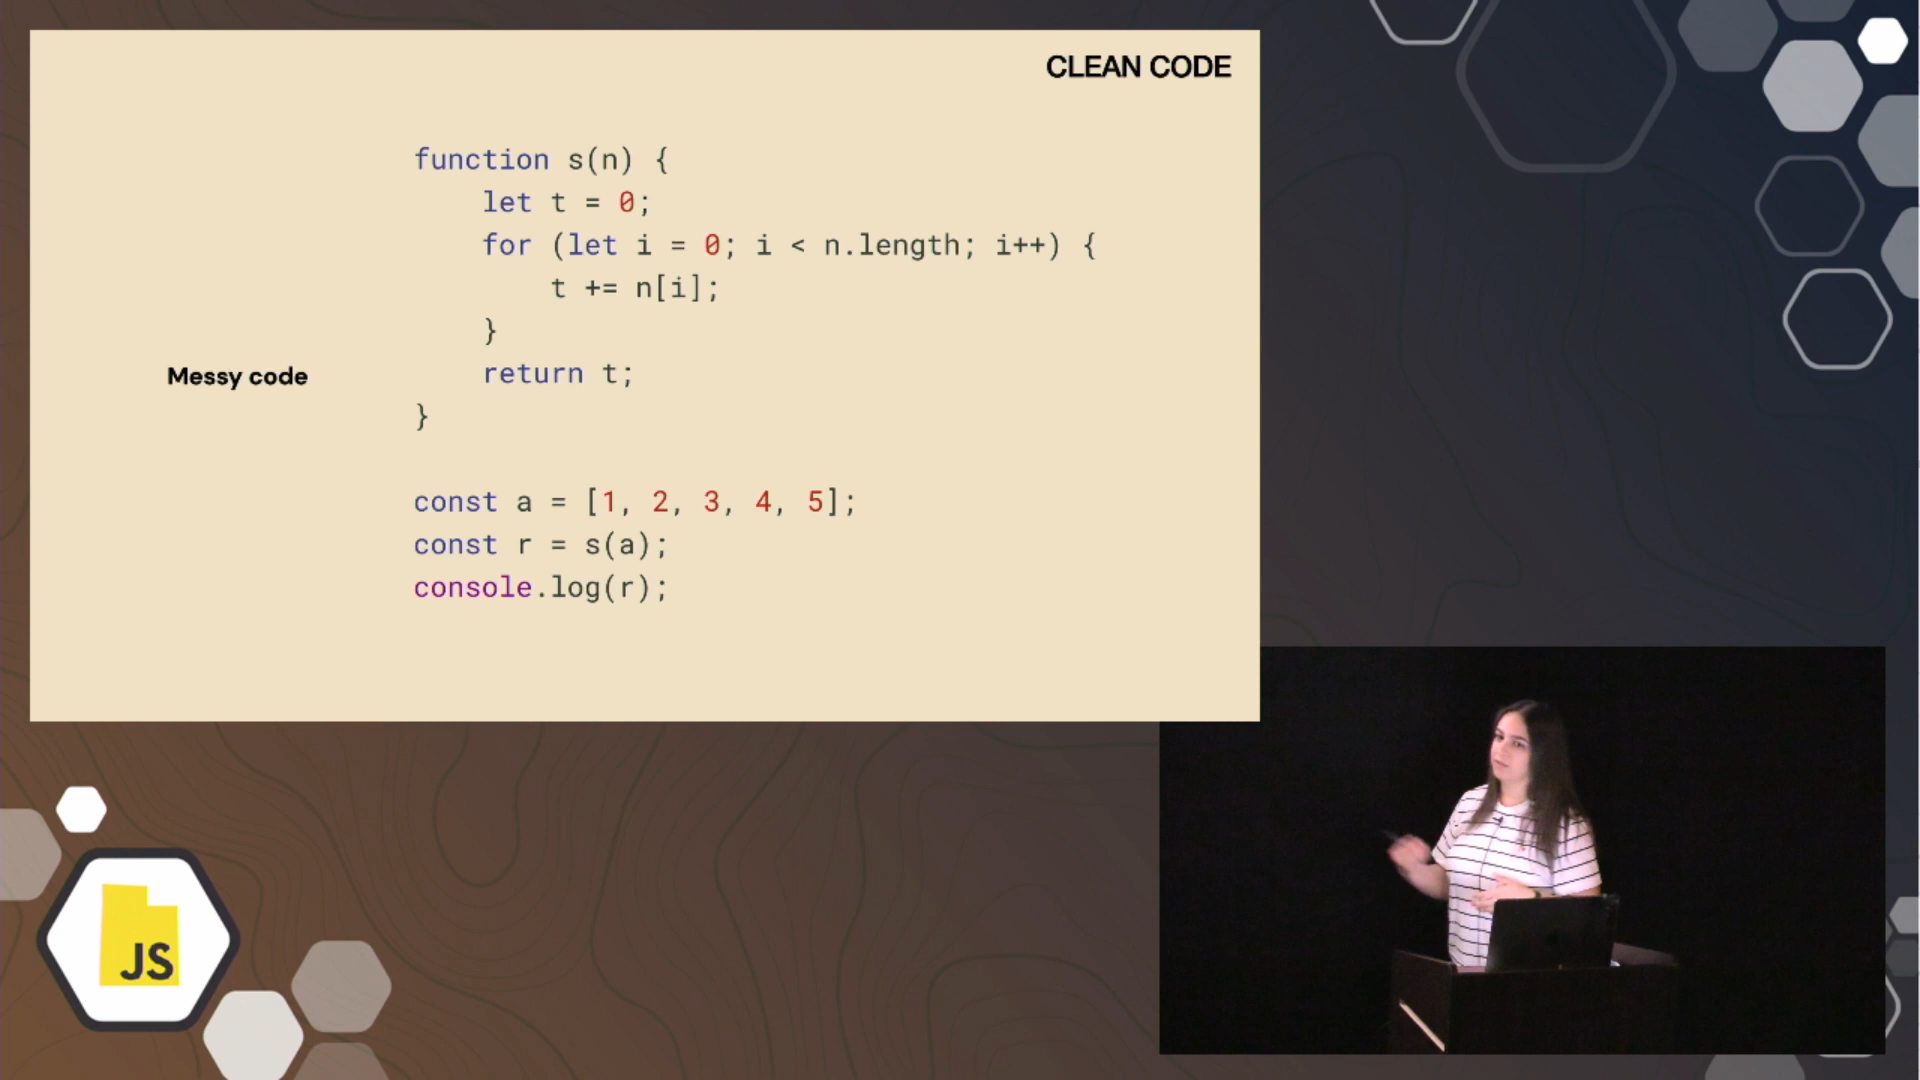 CLEAN CODE
function s(n) {
    let t = 0;
    for (let i = 0; i < n.length; i++) {
        t += n[i];
    }
    return t;
}
Messy code
const a = [1, 2, 3, 4, 5];
const r = s(a);
console.log(r);
JS